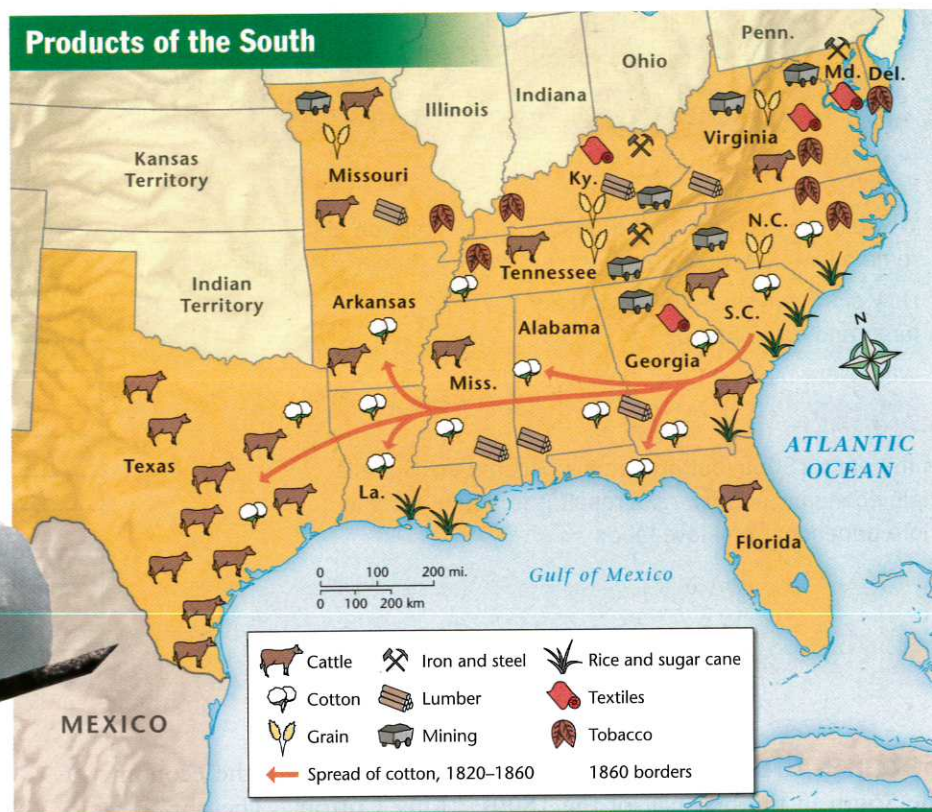 Products of the South
Penn.
Ohio
Md. Del.
Illinois
Indiana
Virginia
Kansas
Territory
Missouri
Ky.
N.C.
Indian
Territory
Tennessee
Arkansas
Alabama
S.C.
Georgia
N
Miss.
Texas
ATLANTIC
OCEAN
La.
Florida
0 100 200 mi.
0 100 200 km
Gulf of Mexico
MEXICO
Cattle
Iron and steel
Rice and sugar cane
Cotton
Lumber
Textiles
Grain
Mining
Tobacco
Spread of cotton, 1820–1860
1860 borders